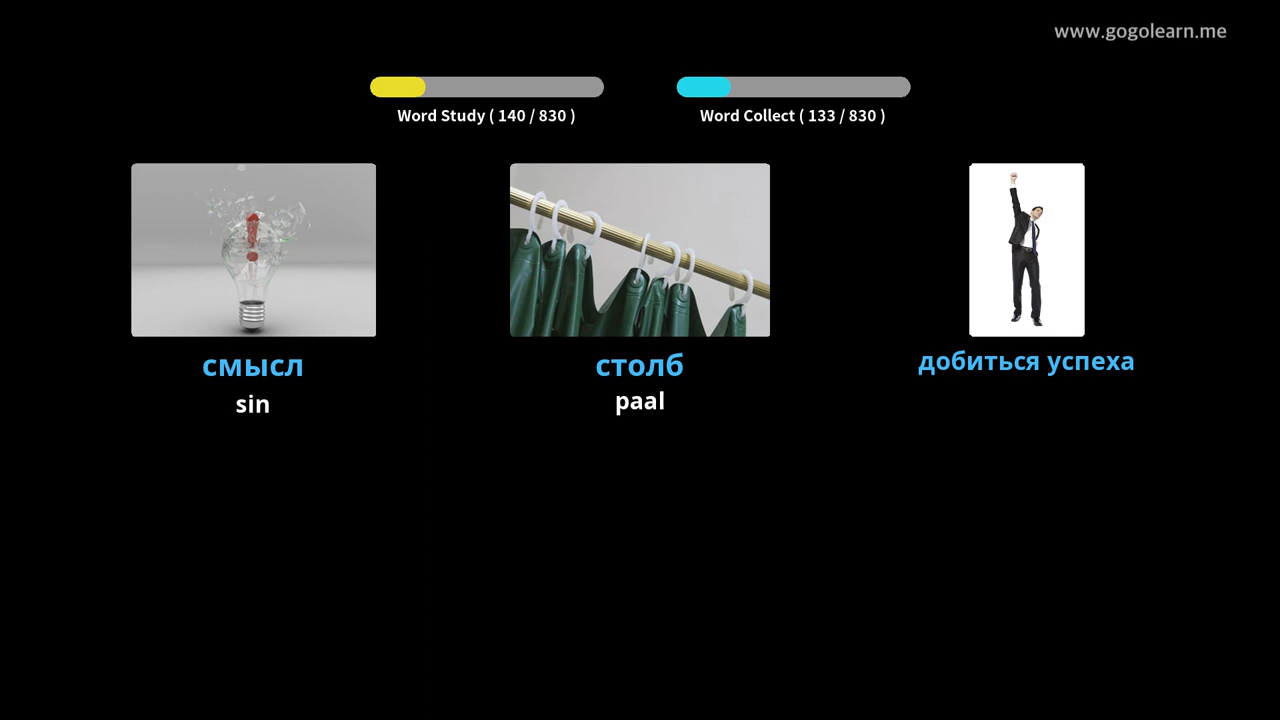 www.gogolearn.me
Word Study ( 140 / 830 )
Word Collect ( 133 / 830 )
смысл
sin
столб
paal
добиться успеха